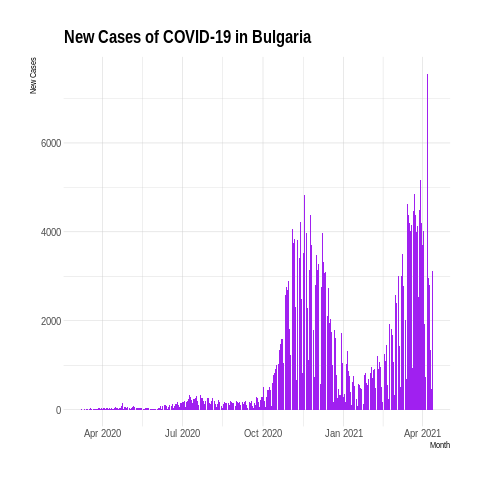 New Cases of COVID-19 in Bulgaria
New Cases
6000
4000
2000
0
Apr 2020 Jul 2020 Oct 2020 Jan 2021 Apr 2021
Month